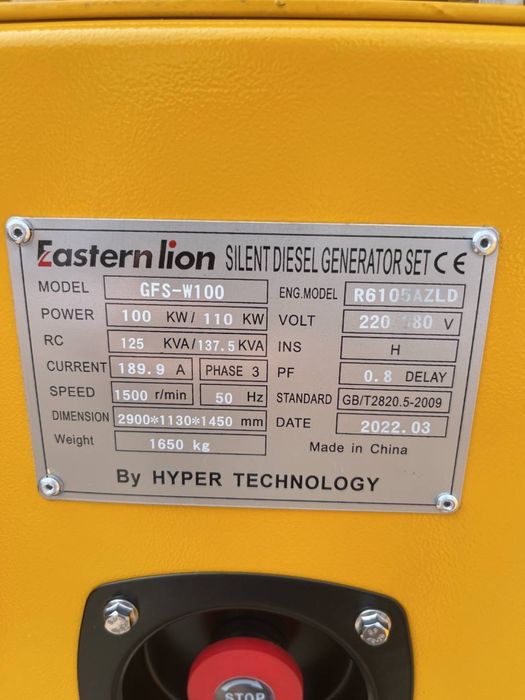 Eastern lion SILENT DIESEL GENERATOR SET CE
MODEL GFS-W100 ENG.MODEL R6105AZLD
POWER 100 KW/ 110 KW VOLT 220 380 V
RC 125 KVA/137.5 KVA INS H
CURRENT 189.9 A PHASE 3 PF 0.8 DELAY
SPEED 1500 r/min 50 Hz STANDARD GB/T2820.5-2009
DIMENSION 2900*1130*1450 mm DATE 2022.03
Weight 1650 kg Made in China
By HYPER TECHNOLOGY
STOP